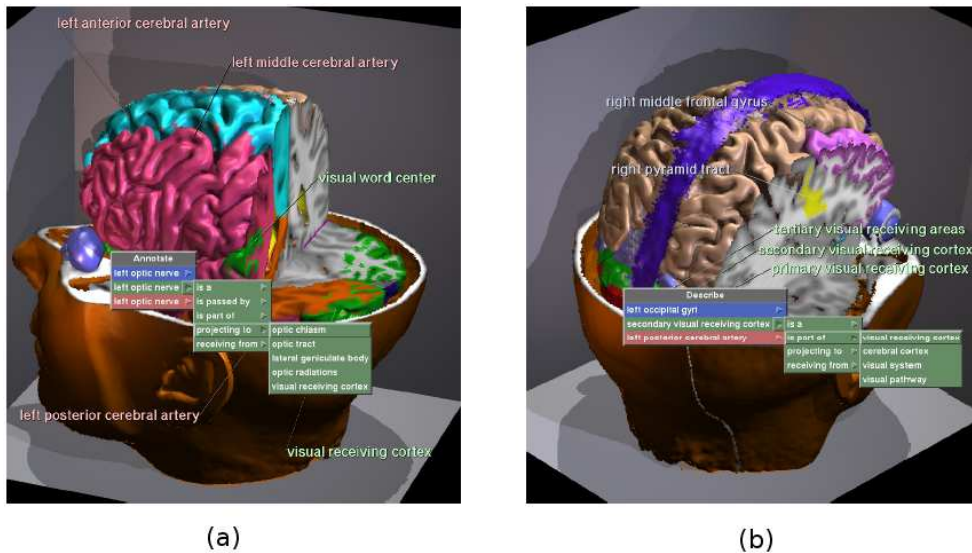 left anterior cerebral artery
left middle cerebral artery
visual word center
Annotate
left optic nerve
left optic nerve
left optic nerve
is a
is passed by
is part of
projecting to
receiving from
optic chiasm
optic tract
lateral geniculate body
optic radiations
visual receiving cortex
left posterior cerebral artery
visual receiving cortex
(a)
right middle frontal gyrus
right pyramid tract
tertiary visual receiving areas
secondary visual receiving cortex
primary visual receiving cortex
Describe
left occipital gyri
secondary visual receiving cortex
left posterior cerebral artery
is a
is part of
projecting to
receiving from
visual receiving cortex
cerebral cortex
visual system
visual pathway
(b)